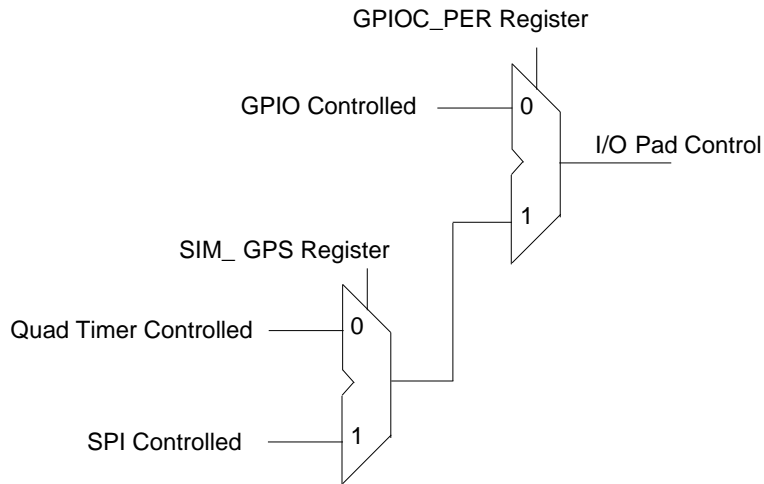 GPIOC_PER Register
GPIO Controlled
0
I/O Pad Control
1
SIM_ GPS Register
Quad Timer Controlled
0
SPI Controlled
1